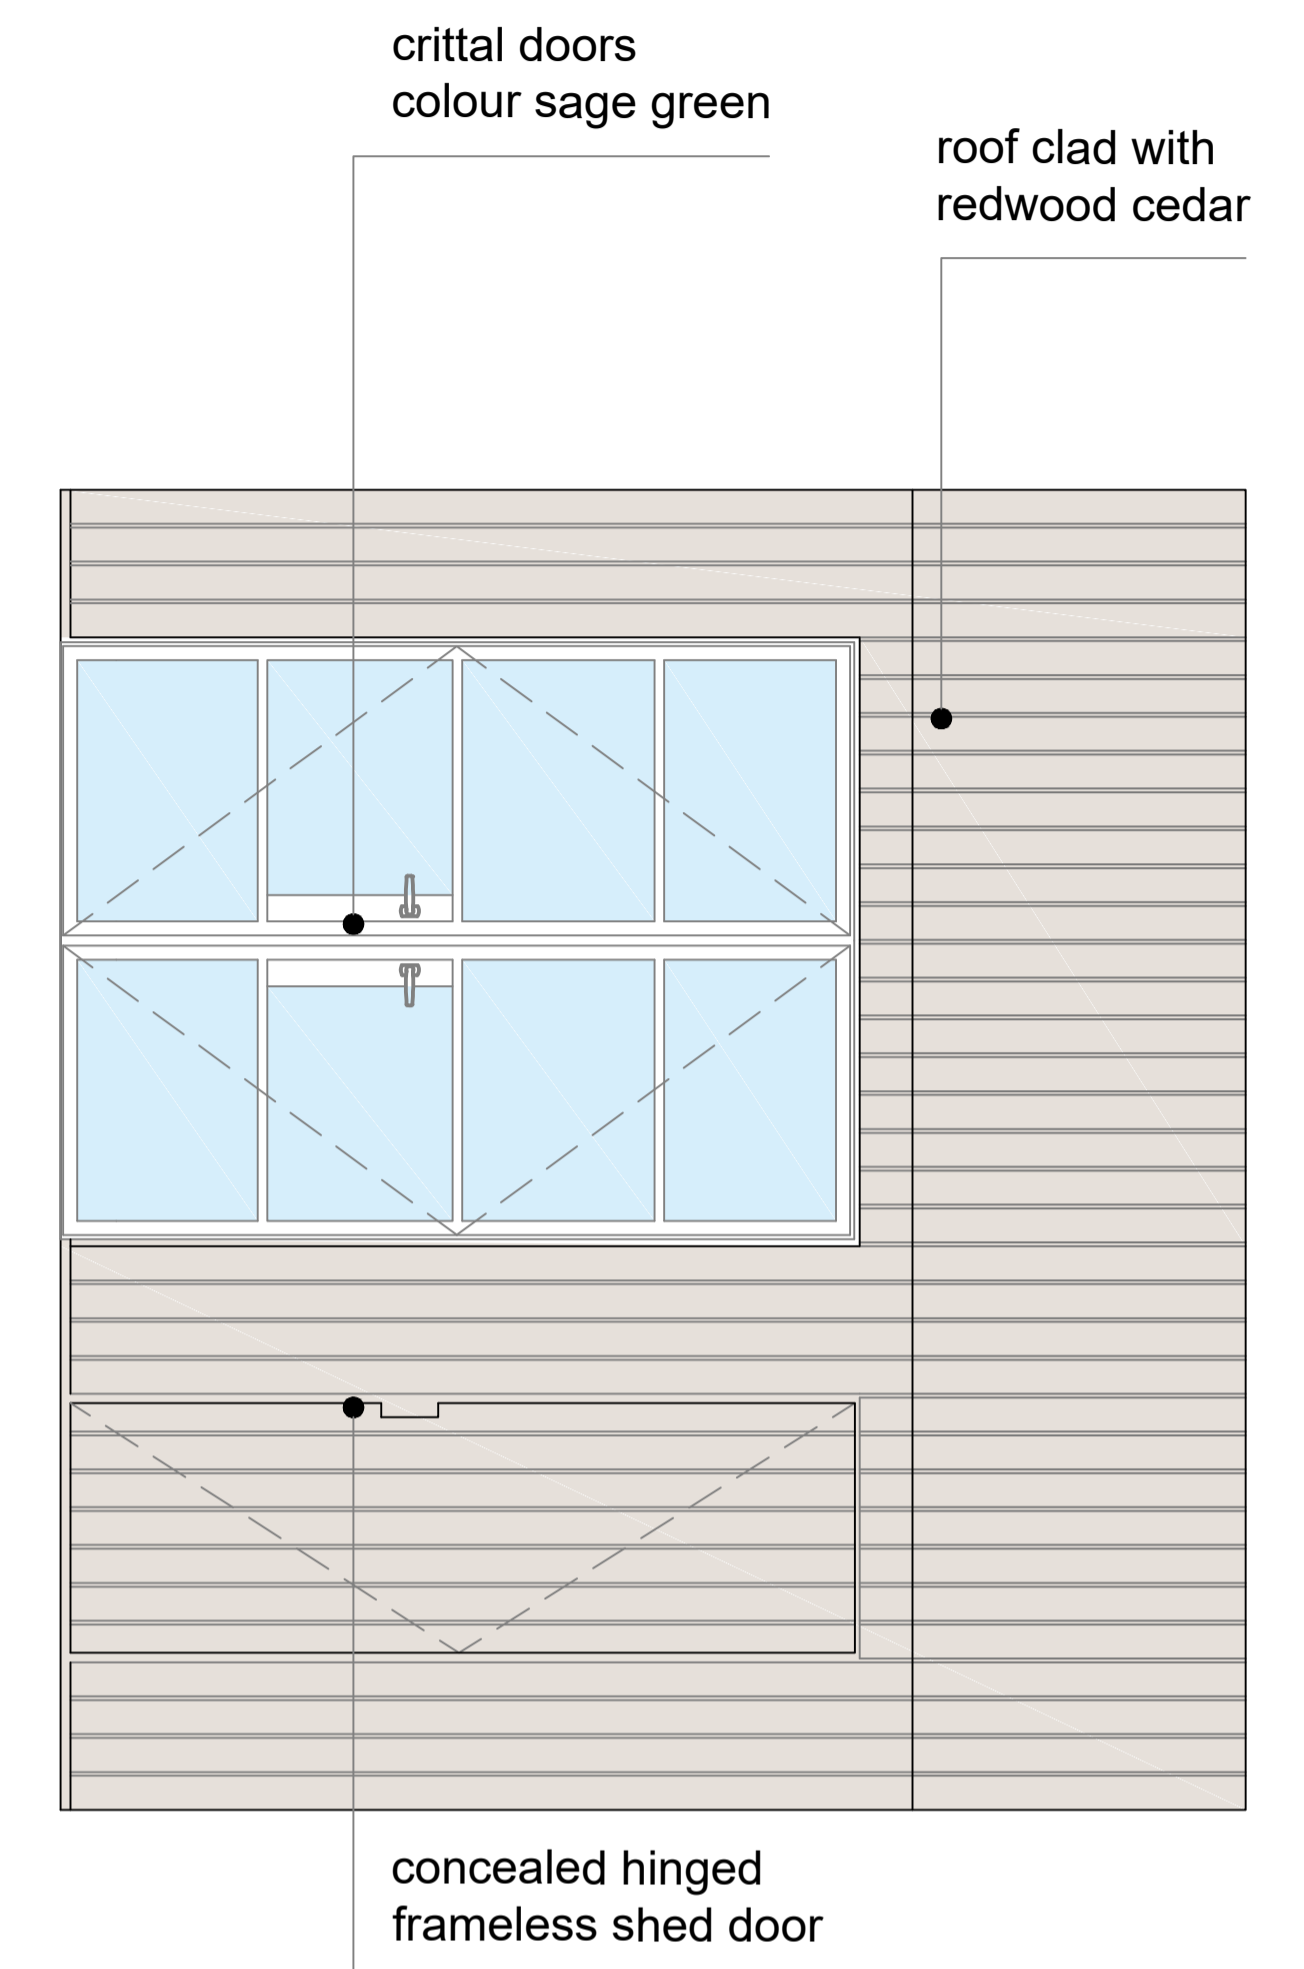 crittal doors
colour sage green
roof clad with
redwood cedar
concealed hinged
frameless shed door